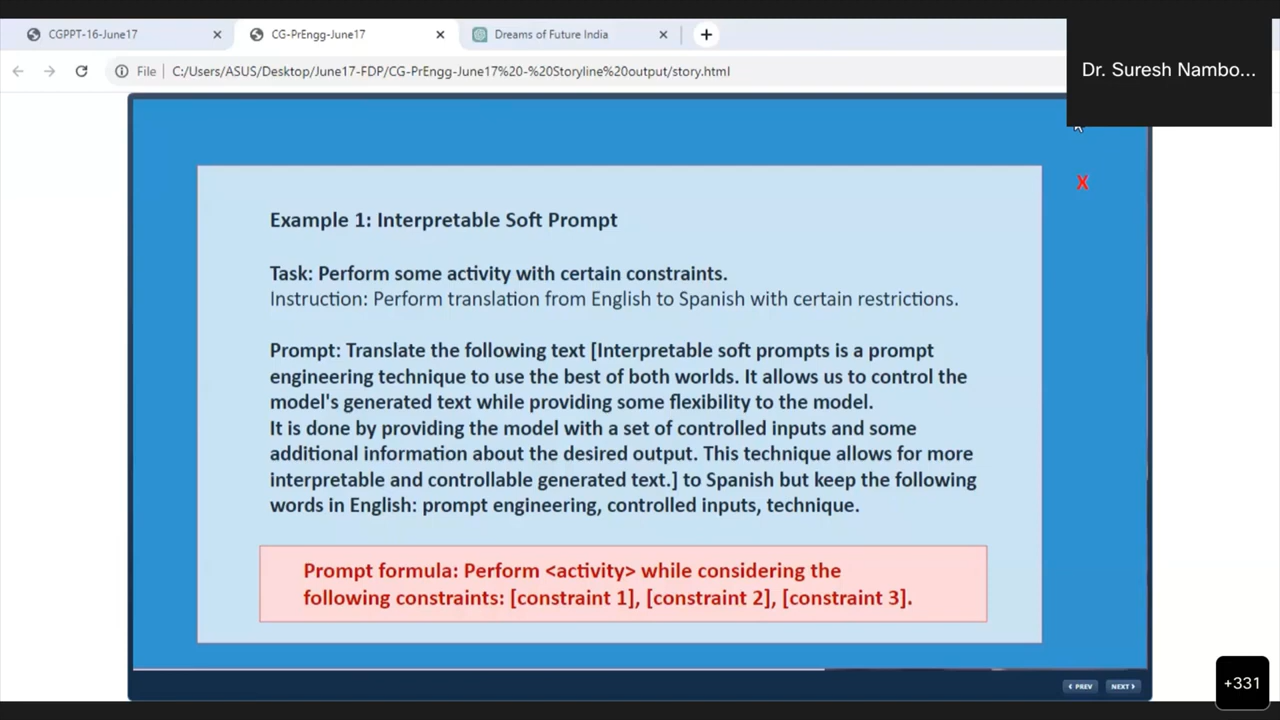 CGPPT-16-June17
CG-PrEngg-June17
Dreams of Future India
File
C:/Users/ASUS/Desktop/June17-FDP/CG-PrEngg-June17%20-%20Storyline%20output/story.html
Dr. Suresh Nambo...
X
Example 1: Interpretable Soft Prompt
Task: Perform some activity with certain constraints.
Instruction: Perform translation from English to Spanish with certain restrictions.
Prompt: Translate the following text [Interpretable soft prompts is a prompt
engineering technique to use the best of both worlds. It allows us to control the
model's generated text while providing some flexibility to the model.
It is done by providing the model with a set of controlled inputs and some
additional information about the desired output. This technique allows for more
interpretable and controllable generated text.] to Spanish but keep the following
words in English: prompt engineering, controlled inputs, technique.
Prompt formula: Perform <activity> while considering the
following constraints: [constraint 1], [constraint 2], [constraint 3].
PREV
NEXT
+331